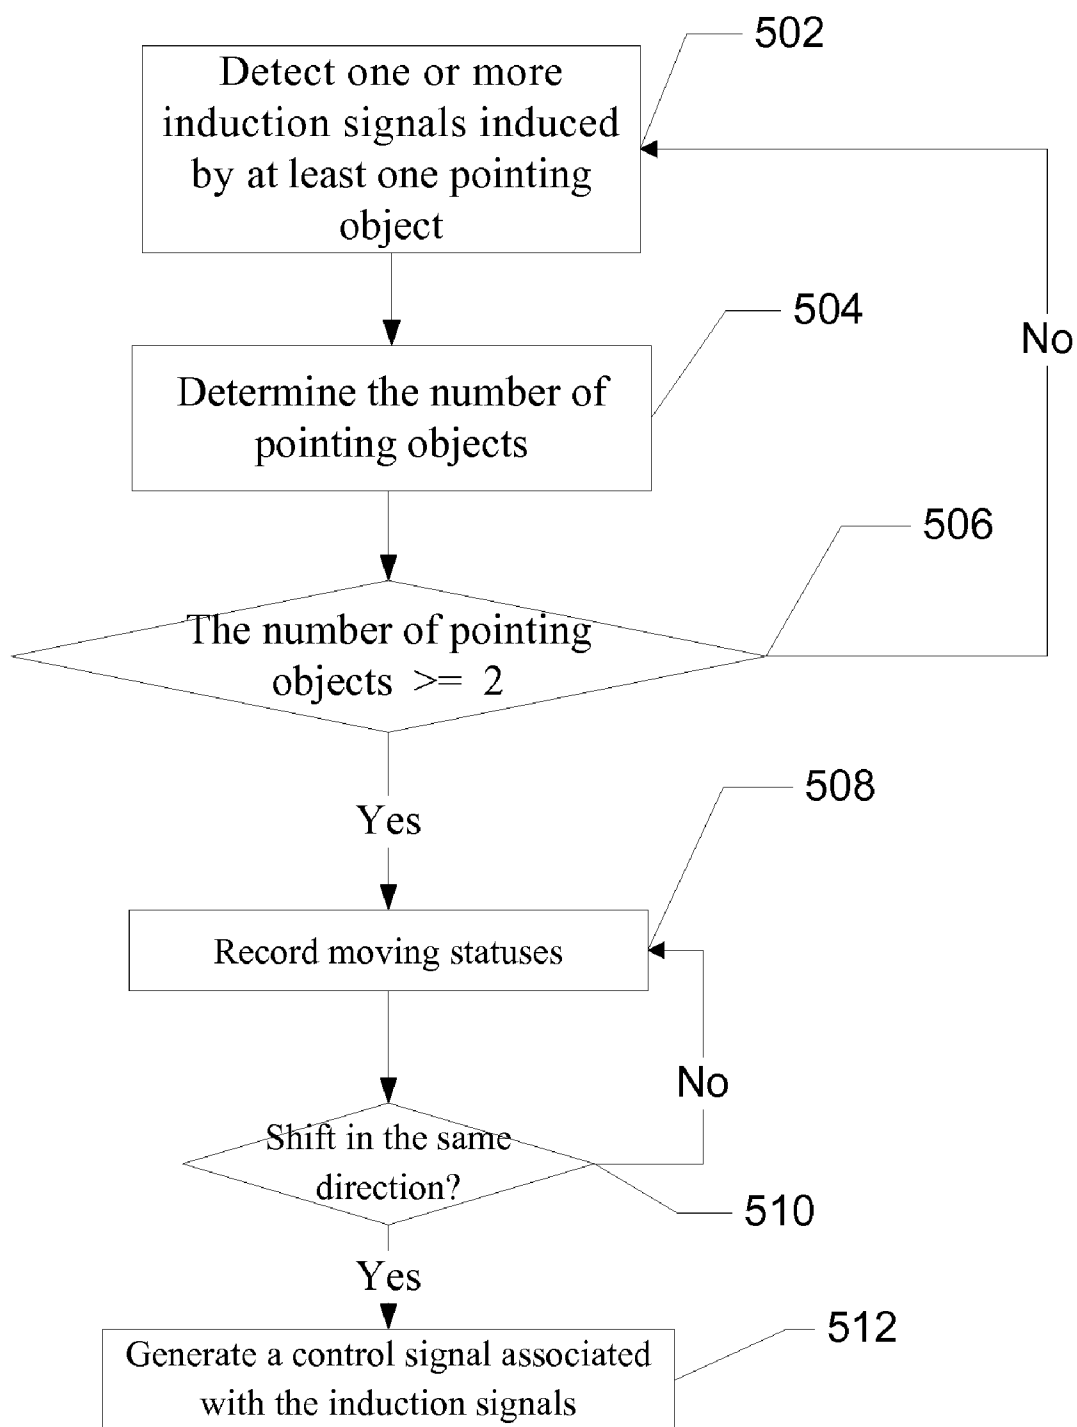 502
Detect one or more
induction signals induced
by at least one pointing
object
504
No
Determine the number of
pointing objects
506
The number of pointing
objects >= 2
508
Yes
Record moving statuses
No
Shift in the same
direction?
510
Yes
512
Generate a control signal associated
with the induction signals